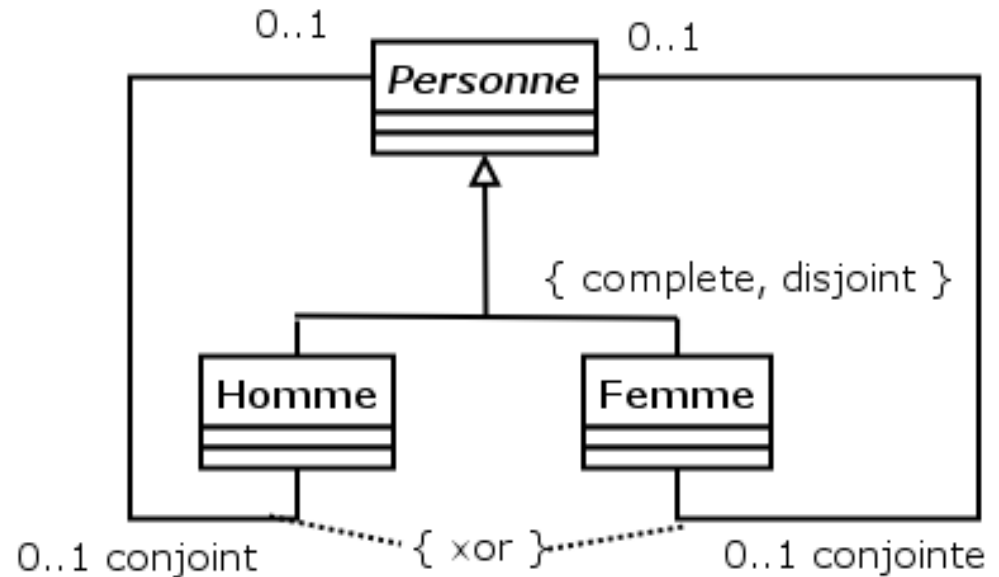 0..1
0..1
Personne
{ complete, disjoint }
Homme
Femme
0..1 conjoint
{ xor }
0..1 conjointe